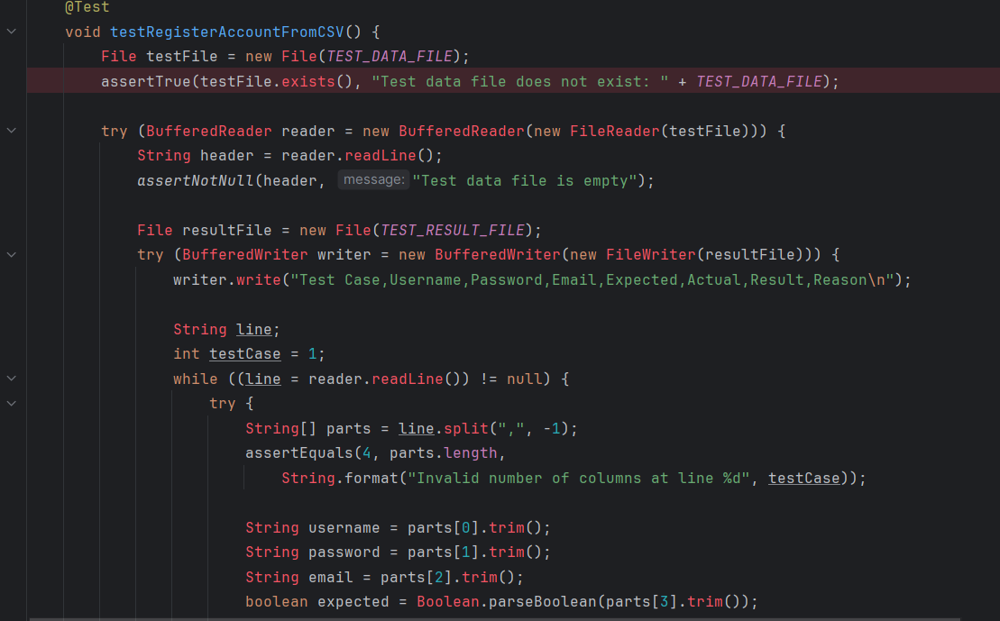 @Test
void testRegisterAccountFromCSV() {
    File testFile = new File(TEST_DATA_FILE);
    assertTrue(testFile.exists(), "Test data file does not exist: " + TEST_DATA_FILE);

    try (BufferedReader reader = new BufferedReader(new FileReader(testFile))) {
        String header = reader.readLine();
        assertNotNull(header, message: "Test data file is empty");

        File resultFile = new File(TEST_RESULT_FILE);
        try (BufferedWriter writer = new BufferedWriter(new FileWriter(resultFile))) {
            writer.write("Test Case,Username,Password,Email,Expected,Actual,Result,Reason\n");

            String line;
            int testCase = 1;
            while ((line = reader.readLine()) != null) {
                try {
                    String[] parts = line.split(",", -1);
                    assertEquals(4, parts.length,
                        String.format("Invalid number of columns at line %d", testCase));

                    String username = parts[0].trim();
                    String password = parts[1].trim();
                    String email = parts[2].trim();
                    boolean expected = Boolean.parseBoolean(parts[3].trim());